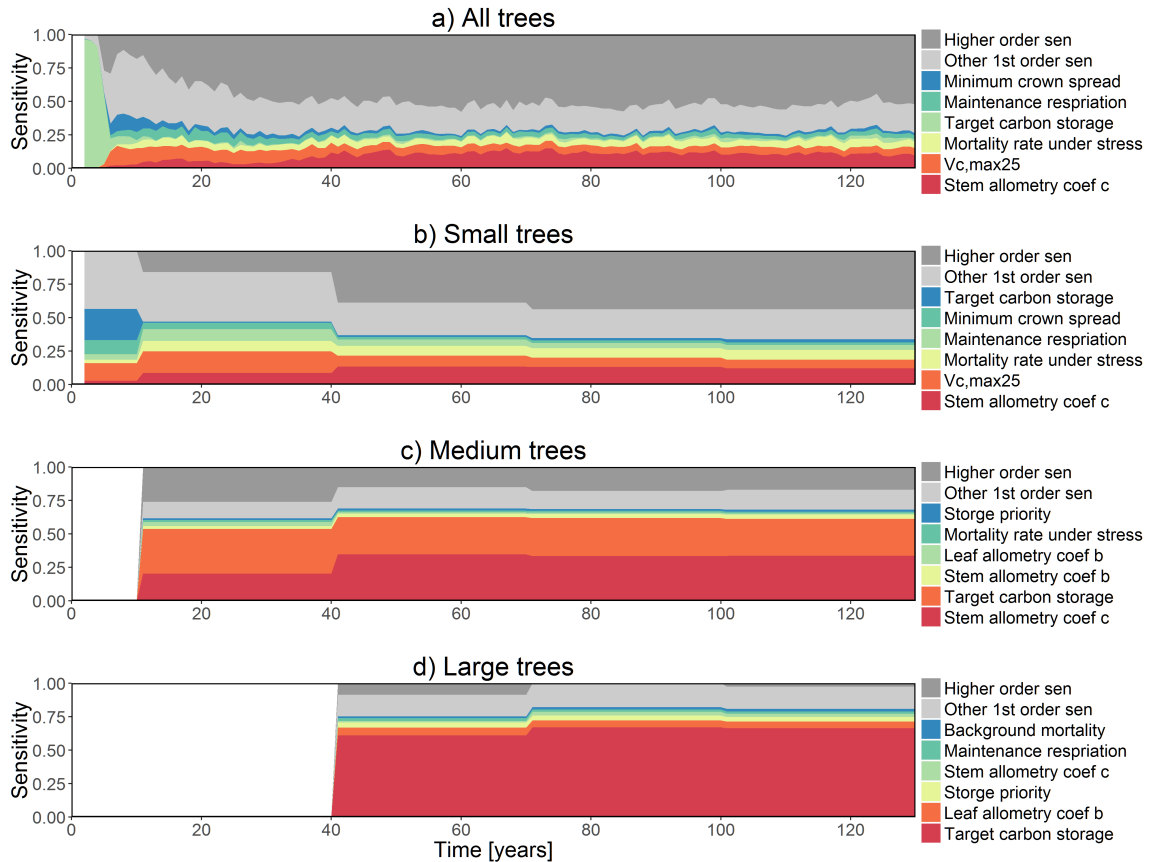 a) All trees
Sensitivity
1.00
0.75
0.50
0.25
0.00
0 20 40 60 80 100 120
Higher order sen
Other 1st order sen
Minimum crown spread
Maintenance respriation
Target carbon storage
Mortality rate under stress
Vc,max25
Stem allometry coef c
b) Small trees
Sensitivity
1.00
0.75
0.50
0.25
0.00
0 20 40 60 80 100 120
Higher order sen
Other 1st order sen
Target carbon storage
Minimum crown spread
Maintenance respriation
Mortality rate under stress
Vc,max25
Stem allometry coef c
c) Medium trees
Sensitivity
1.00
0.75
0.50
0.25
0.00
0 20 40 60 80 100 120
Higher order sen
Other 1st order sen
Storge priority
Mortality rate under stress
Leaf allometry coef b
Stem allometry coef b
Target carbon storage
Stem allometry coef c
d) Large trees
Sensitivity
1.00
0.75
0.50
0.25
0.00
0 20 40 60 80 100 120
Time [years]
Higher order sen
Other 1st order sen
Background mortality
Maintenance respriation
Stem allometry coef c
Storge priority
Leaf allometry coef b
Target carbon storage